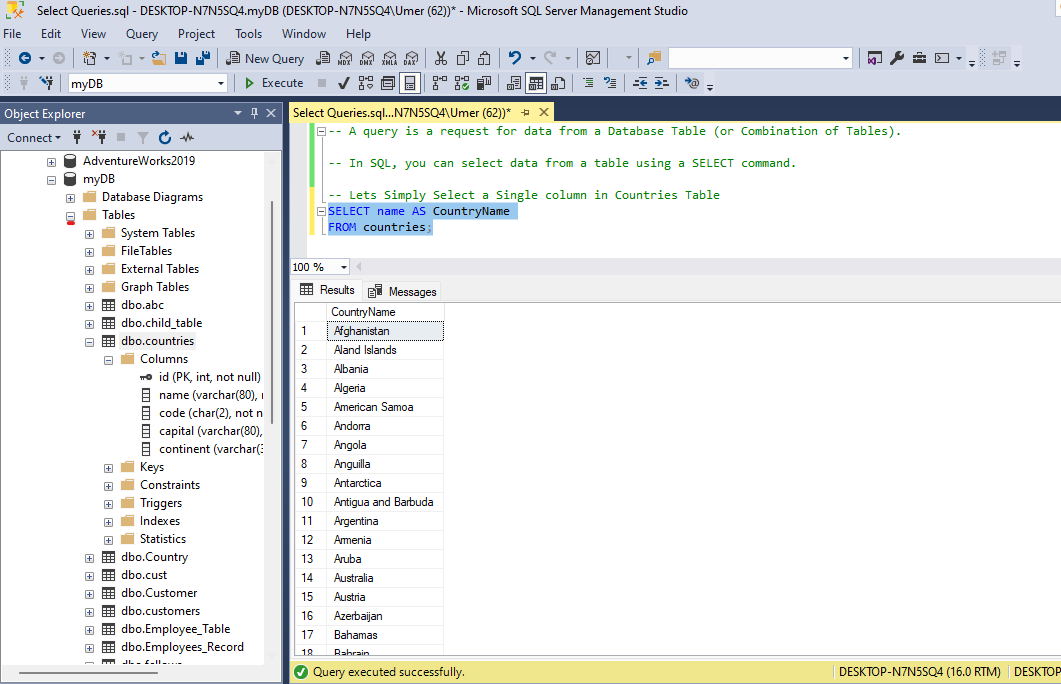 Select Queries.sql - DESKTOP-N7N5SQ4.myDB (DESKTOP-N7N5SQ4\Umer (62))* - Microsoft SQL Server Management Studio
File Edit View Query Project Tools Window Help
New Query MDX DMX XMLA DAX
myDB Execute
Object Explorer
Connect
AdventureWorks2019
myDB
Database Diagrams
Tables
System Tables
FileTables
External Tables
Graph Tables
dbo.abc
dbo.child_table
dbo.countries
Columns
id (PK, int, not null)
name (varchar(80),
code (char(2), not n
capital (varchar(80),
continent (varchar(
Keys
Constraints
Triggers
Indexes
Statistics
dbo.Country
dbo.cust
dbo.Customer
dbo.customers
dbo.Employee_Table
dbo.Employees_Record
Select Queries.sql...N7N5SQ4\Umer (62))*
-- A query is a request for data from a Database Table (or Combination of Tables).
-- In SQL, you can select data from a table using a SELECT command.
-- Lets Simply Select a Single column in Countries Table
SELECT name AS CountryName
FROM countries;
100 %
Results Messages
CountryName
1 Afghanistan
2 Aland Islands
3 Albania
4 Algeria
5 American Samoa
6 Andorra
7 Angola
8 Anguilla
9 Antarctica
10 Antigua and Barbuda
11 Argentina
12 Armenia
13 Aruba
14 Australia
15 Austria
16 Azerbaijan
17 Bahamas
18 Bahrain
Query executed successfully. DESKTOP-N7N5SQ4 (16.0 RTM) DESKTOP